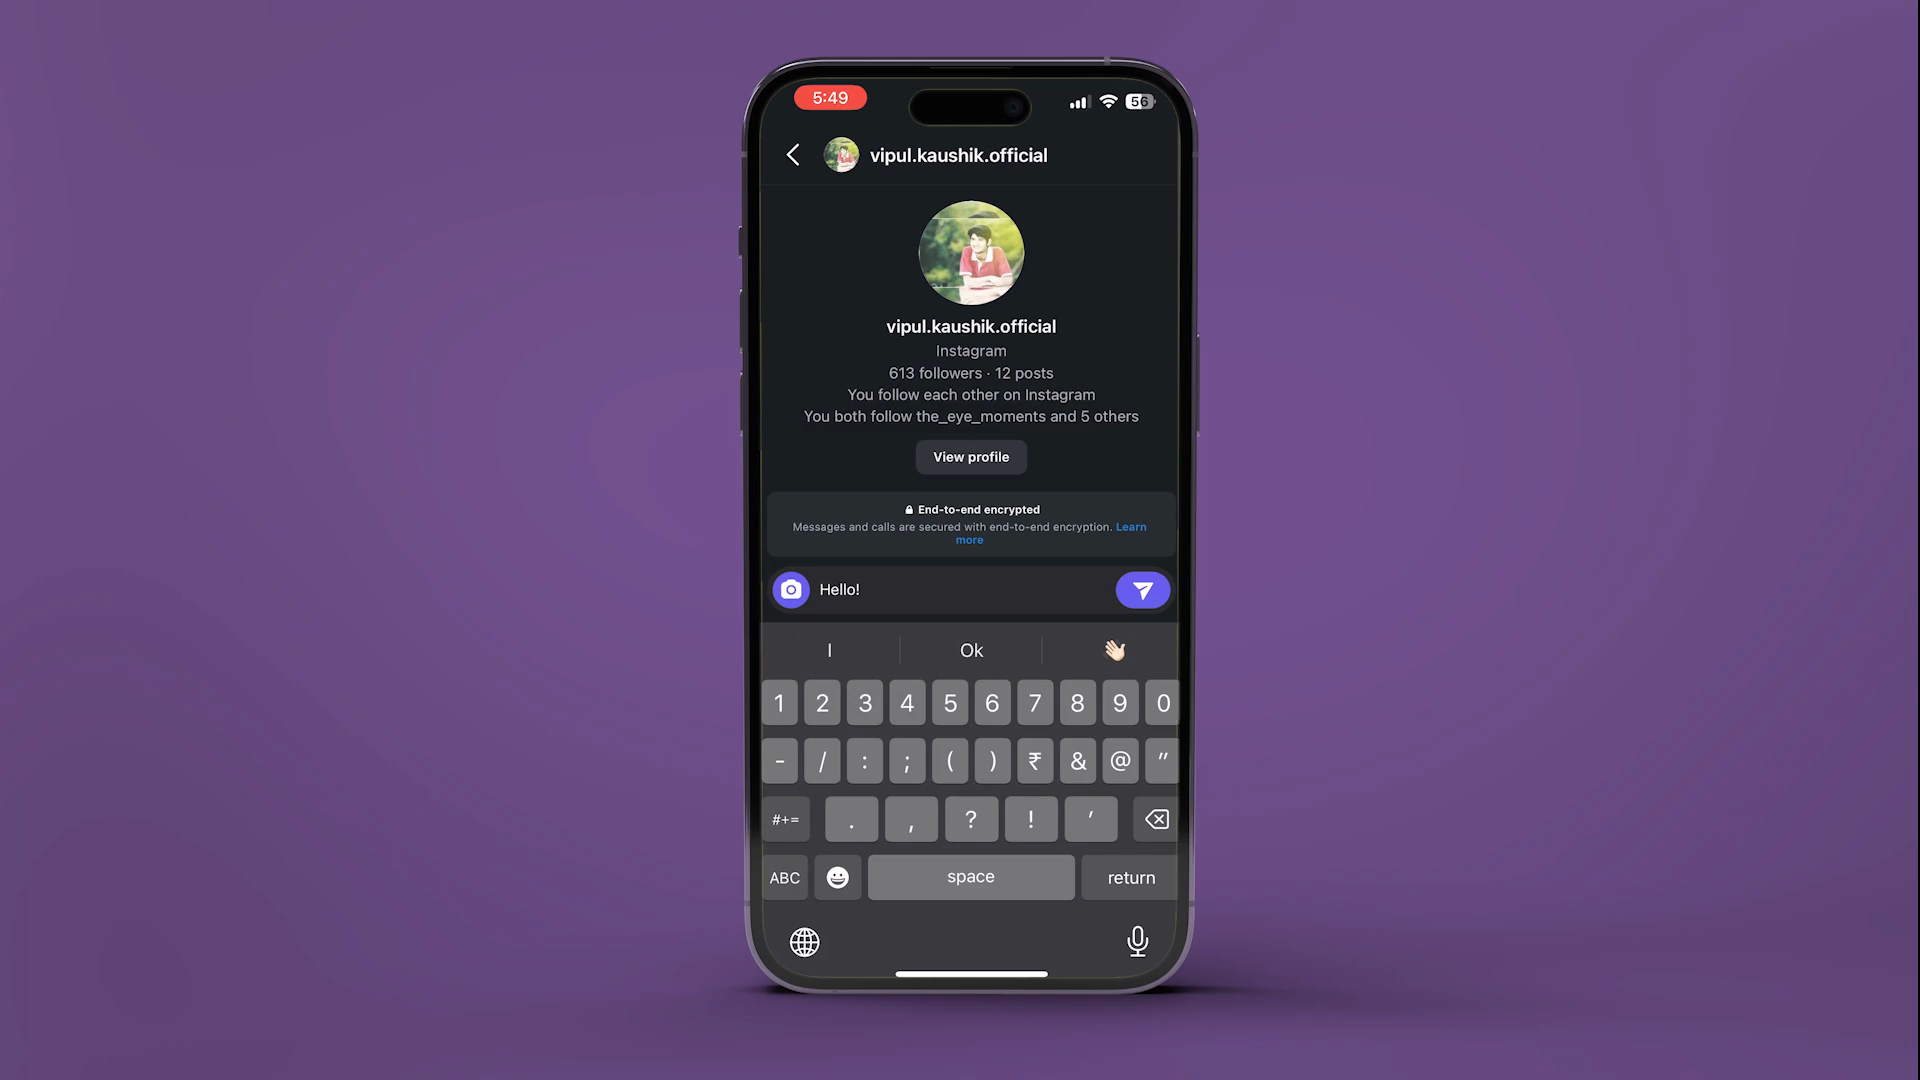 5:49
56
vipul.kaushik.official
vipul.kaushik.official
Instagram
613 followers · 12 posts
You follow each other on Instagram
You both follow the_eye_moments and 5 others
View profile
End-to-end encrypted
Messages and calls are secured with end-to-end encryption. Learn
more
Hello!
I Ok 👋🏻
1 2 3 4 5 6 7 8 9 0
- / : ; ( ) ₹ & @ "
#+= . , ? ! '
ABC space return